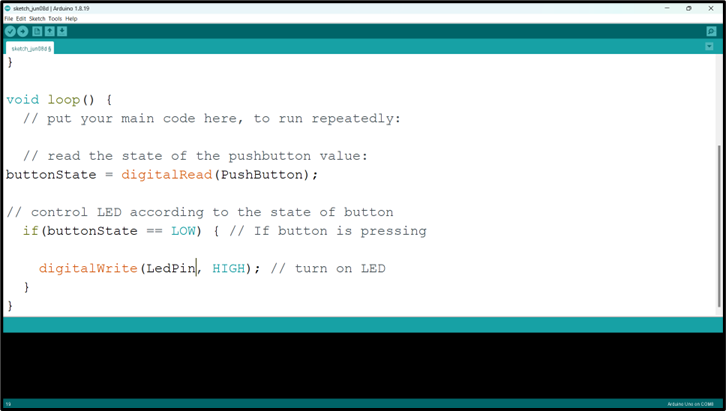 sketch_jun08d | Arduino 1.8.19
File Edit Sketch Tools Help
sketch_jun08d §
}
void loop() {
// put your main code here, to run repeatedly:
// read the state of the pushbutton value:
buttonState = digitalRead(PushButton);
// control LED according to the state of button
if(buttonState == LOW) { // If button is pressing
digitalWrite(LedPin, HIGH); // turn on LED
}
}
Arduino Uno on